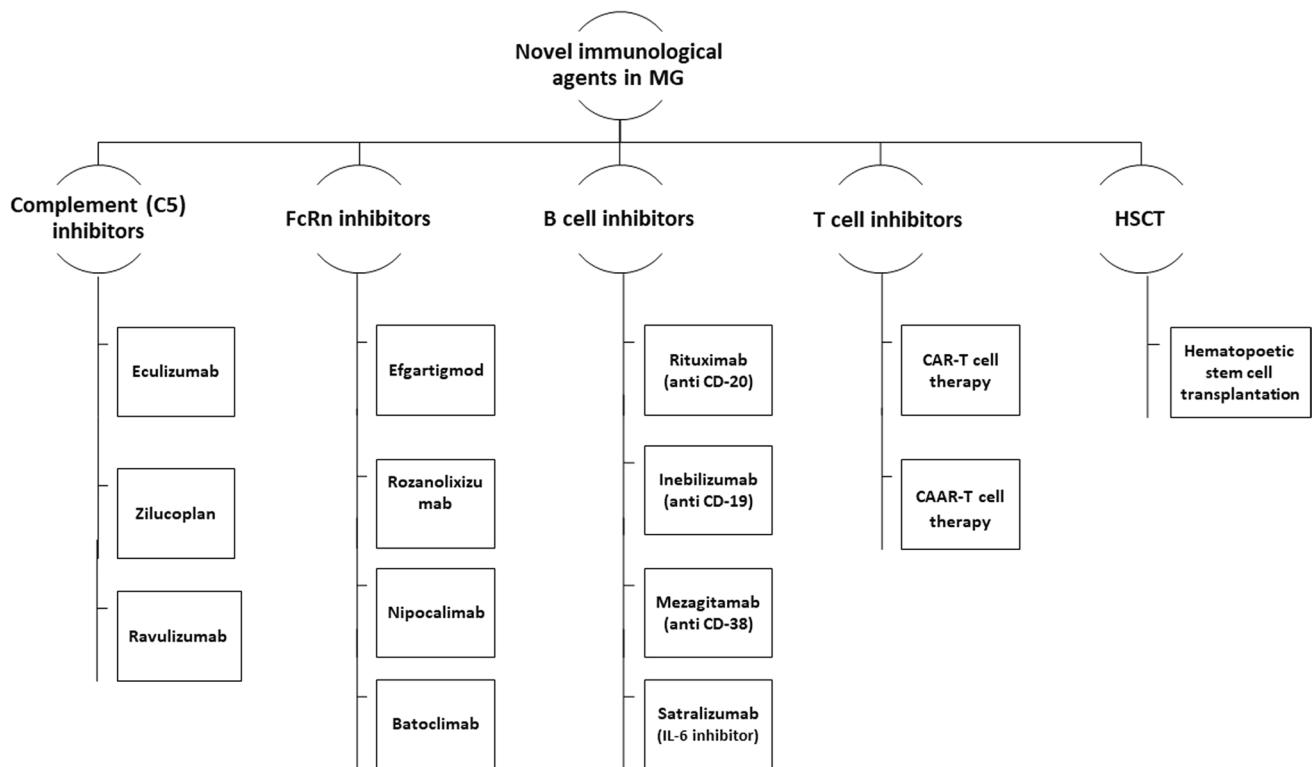 Novel immunological
agents in MG
Complement (C5)
inhibitors
FcRn inhibitors
B cell inhibitors
T cell inhibitors
HSCT
Eculizumab
Zilucoplan
Ravulizumab
Efgartigmod
Rozanolixizu
mab
Nipocalimab
Batoclimab
Rituximab
(anti CD-20)
Inebilizumab
(anti CD-19)
Mezagitamab
(anti CD-38)
Satralizumab
(IL-6 inhibitor)
CAR-T cell
therapy
CAAR-T cell
therapy
Hematopoetic
stem cell
transplantation